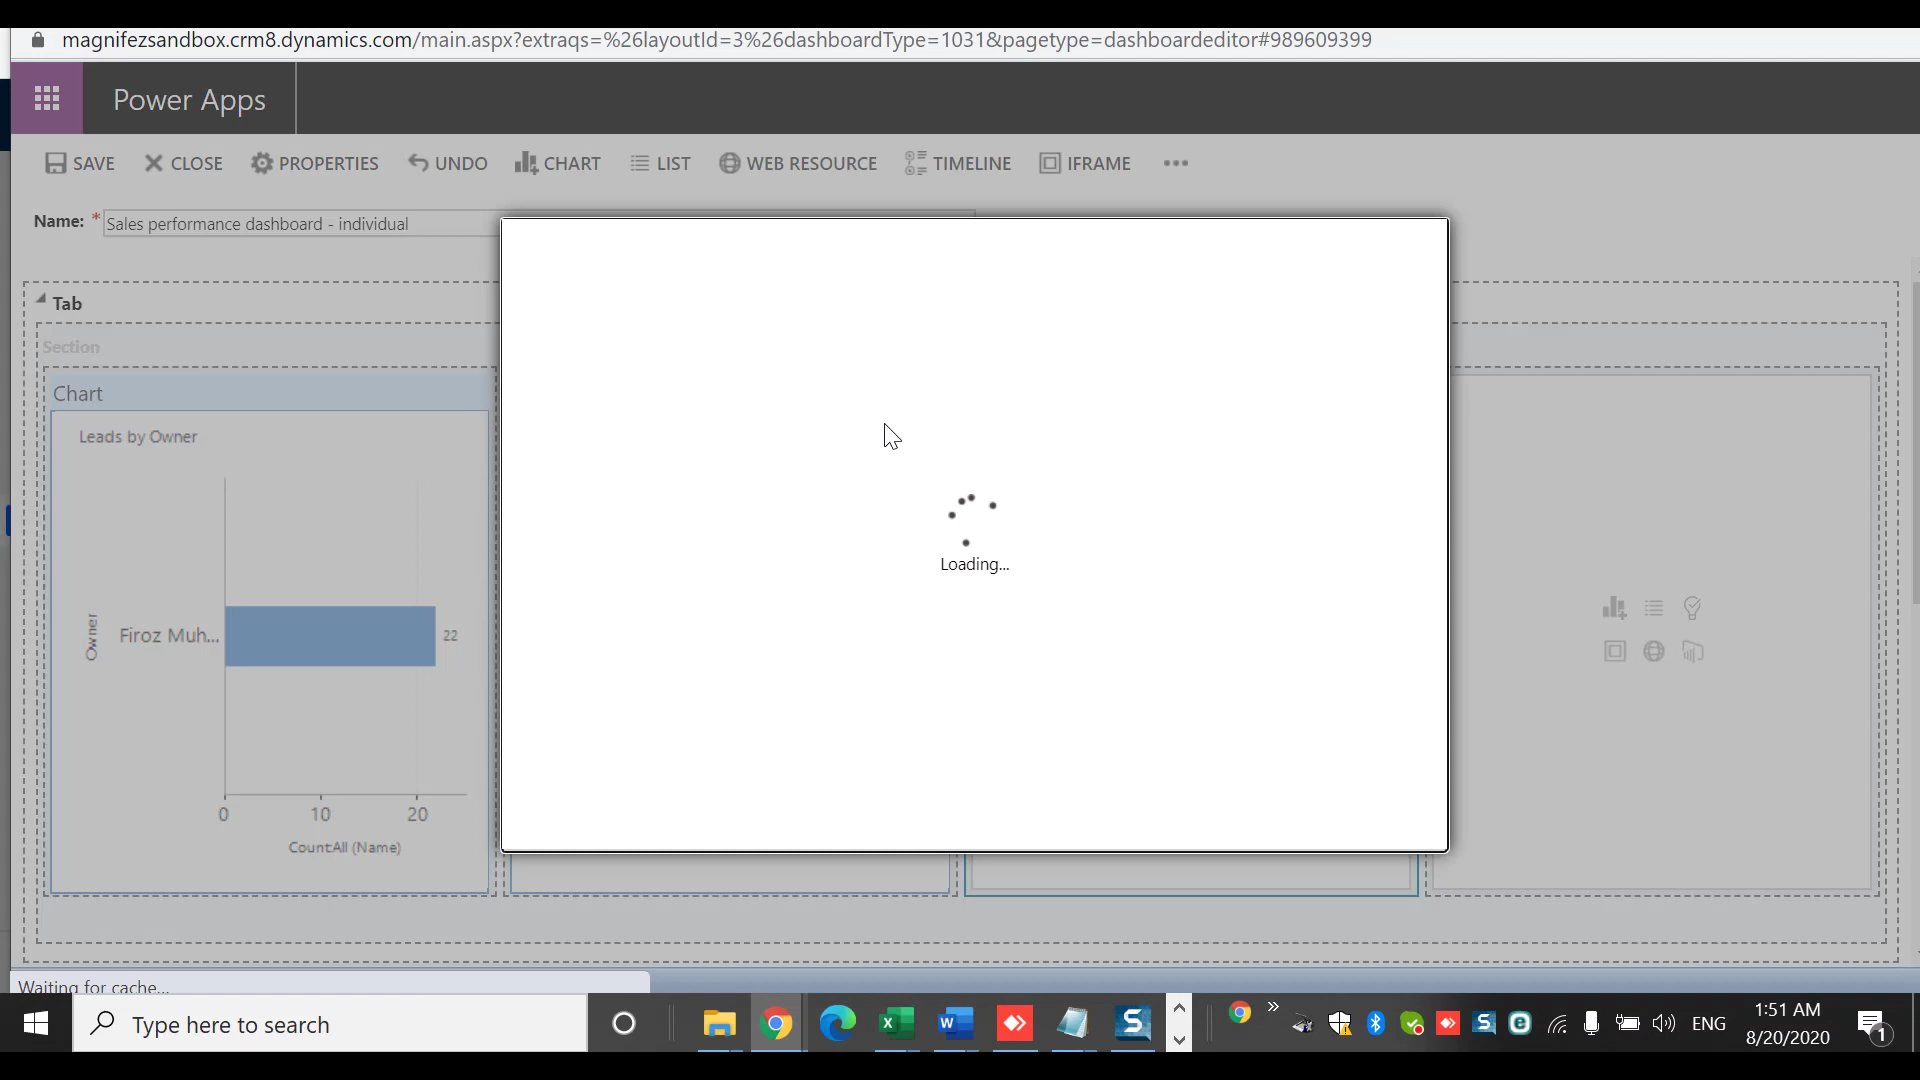 magnifezsandbox.crm8.dynamics.com/main.aspx?extraqs=%26layoutId=3%26dashboardType=1031&pagetype=dashboardeditor#989609399
Power Apps
SAVE CLOSE PROPERTIES UNDO CHART LIST WEB RESOURCE TIMELINE IFRAME
Name: * Sales performance dashboard - individual
Tab
Section
Chart
Leads by Owner
Owner
Firoz Muh...
22
0 10 20
CountAll (Name)
Loading...
Waiting for cache...
Type here to search
ENG
1:51 AM
8/20/2020
1